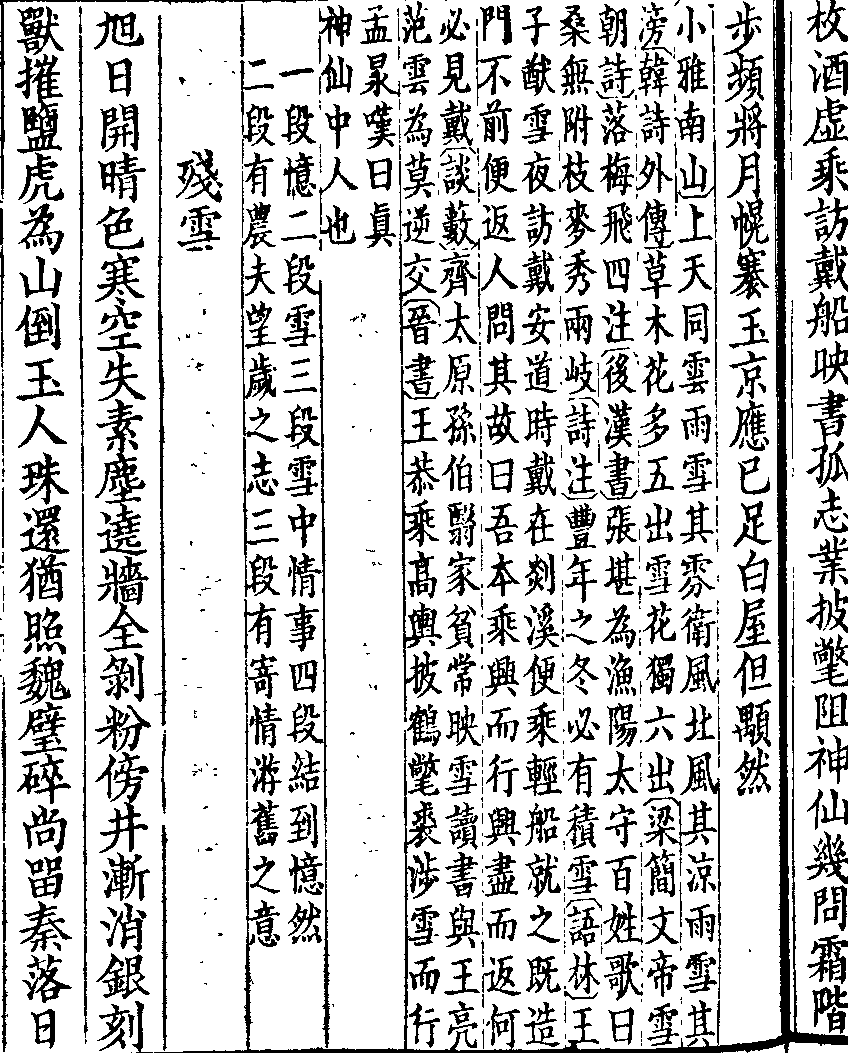 枚酒虛乘訪戴船映書孤志業披氅阻神仙幾問霜階
步頻將月幌褰玉京應已足白屋但顒然
小雅南山〕上天同雲雨雪其雰衛風北風其涼雨雪其
滂〔韓詩外傳〕草木花多五出雪花獨六出〔梁簡文帝雪
朝詩〕落梅飛四注〔後漢書〕張堪為漁陽太守百姓歌曰
桑無附枝麥秀兩岐〔詩注〕豐年之冬必有積雪〔語林〕王
子猷雪夜訪戴安道時戴在剡溪便乘輕船就之既造
門不前便返人問其故曰吾本乘興而行興盡而返何
必見戴〔談藪〕齊太原孫伯翳家貧常映雪讀書與王亮
范雲為莫逆交〔晉書〕王恭乘高輿披鶴氅裘涉雪而行
孟㫤嘆曰眞
神仙中人也
一段憶二段雪三段雪中情事四段結到憶然
二段有農夫望歲之志三段有寄情游舊之意
殘雪
旭日開晴色寒空失素塵遶牆全剝粉傍井漸消銀刻
獸摧鹽虎為山倒玉人珠還猶照魏璧碎尚留秦落日